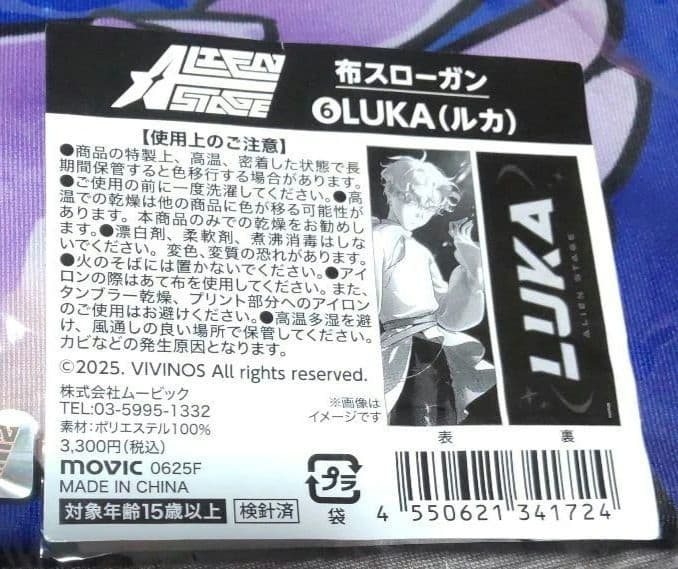 ALIEN
STAGE
布スローガン
❻LUKA(ルカ)
【使用上のご注意】
●商品の特製上、高温、密着した状態で長
期間保管すると色移行する場合があります。
●ご使用の前に一度洗濯してください。●高
温での乾燥は他の商品に色が移る可能性が
あります。本商品のみでの乾燥をお勧めし
ます。●漂白剤、柔軟剤、煮沸消毒はしな
いでください。変色、変質の恐れがあります。
●火のそばには置かないでください。●アイ
ロンの際はあて布を使用してください。また、
タンブラー乾燥、プリント部分へのアイロン
のご使用はお避けください。●高温多湿を避
け、風通しの良い場所で保管してください。
カビなどの発生原因となります。
©2025. VIVINOS All rights reserved.
株式会社ムービック
TEL:03-5995-1332
素材:ポリエステル100%
3,300円(税込)
movic 0625F
MADE IN CHINA
対象年齢15歳以上 検針済
LUKA
ALIEN STAGE
※画像は
イメージです
表 裏
プラ
袋
4 550621 341724